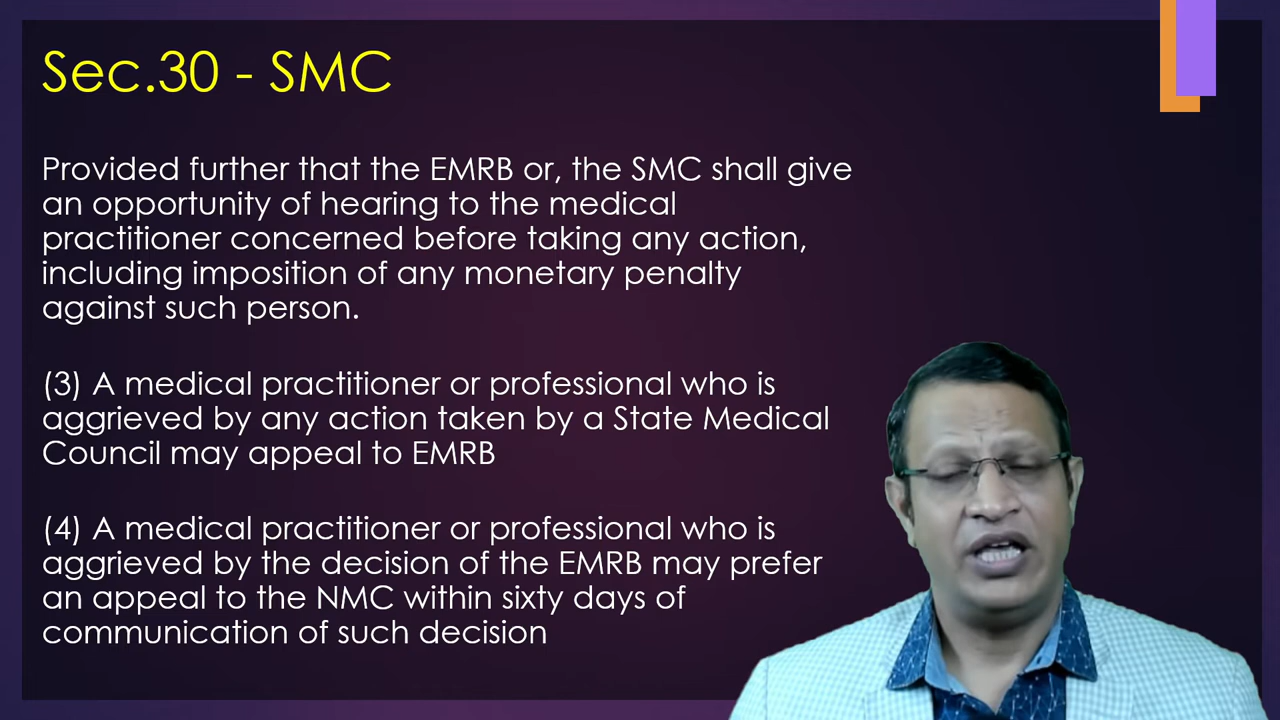 Sec.30 - SMC
Provided further that the EMRB or, the SMC shall give
an opportunity of hearing to the medical
practitioner concerned before taking any action,
including imposition of any monetary penalty
against such person.
(3) A medical practitioner or professional who is
aggrieved by any action taken by a State Medical
Council may appeal to EMRB
(4) A medical practitioner or professional who is
aggrieved by the decision of the EMRB may prefer
an appeal to the NMC within sixty days of
communication of such decision